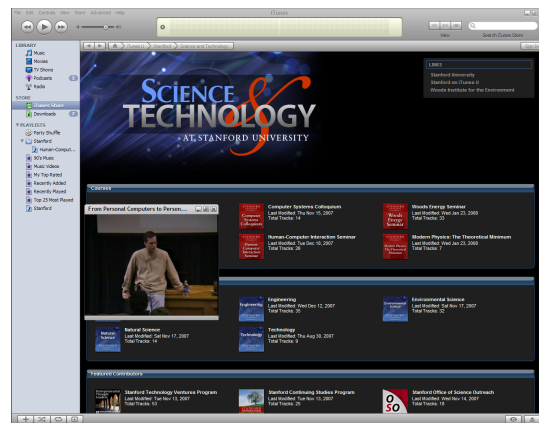 File Edit Controls View Store Advanced Help
iTunes
View
Search iTunes Store
LIBRARY
Music
Movies
TV Shows
Podcasts
Radio
STORE
iTunes Store
Downloads
PLAYLISTS
Party Shuffle
Stanford
Human-Comput...
90's Music
Music Videos
My Top Rated
Recently Added
Recently Played
Top 25 Most Played
Stanford
iTunes U
Stanford
Science and Technology
Sign In
SCIENCE & TECHNOLOGY
AT STANFORD UNIVERSITY
LINKS
Stanford University
Stanford on iTunes U
Woods Institute for the Environment
Courses
From Personal Computers to Person....
Computer Systems Colloquium
Last Modified: Thu Nov 15, 2007
Total Tracks: 14
Woods Energy Seminar
Last Modified: Wed Jan 23, 2008
Total Tracks: 33
Human-Computer Interaction Seminar
Last Modified: Tue Dec 18, 2007
Total Tracks: 26
Modern Physics: The Theoretical Minimum
Last Modified: Wed Jan 23, 2008
Total Tracks: 7
Engineering
Last Modified: Wed Dec 12, 2007
Total Tracks: 35
Environmental Science
Last Modified: Sat Nov 17, 2007
Total Tracks: 32
Natural Science
Last Modified: Sat Nov 17, 2007
Total Tracks: 14
Technology
Last Modified: Thu Aug 30, 2007
Total Tracks: 9
Featured Contributors
Stanford Technology Ventures Program
Last Modified: Tue Nov 13, 2007
Total Tracks: 53
Stanford Continuing Studies Program
Last Modified: Tue Nov 13, 2007
Total Tracks: 25
Stanford Office of Science Outreach
Last Modified: Wed Nov 14, 2007
Total Tracks: 18